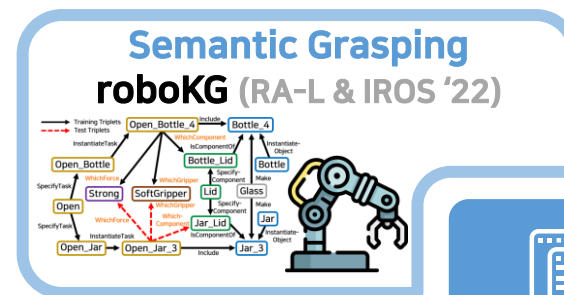 Semantic Grasping
roboKG (RA-L & IROS ‘22)
Training Triplets
Test Triplets
Open_Bottle_4
Include
Bottle_4
InstantiateTask
WhichComponent
IsComponentOf
Instantiate-
Object
Open_Bottle
Bottle_Lid
Bottle
WhichForce
WhichGripper
Specify-
Component
Make
SpecifyTask
Strong
SoftGripper
Lid
Glass
Open
WhichGripper
Specify-
Component
Make
WhichForce
Which-
Component
Jar_Lid
Jar
SpecifyTask
InstantiateTask
IsComponentOf
Instantiate-
Object
Open_Jar
Open_Jar_3
Include
Jar_3